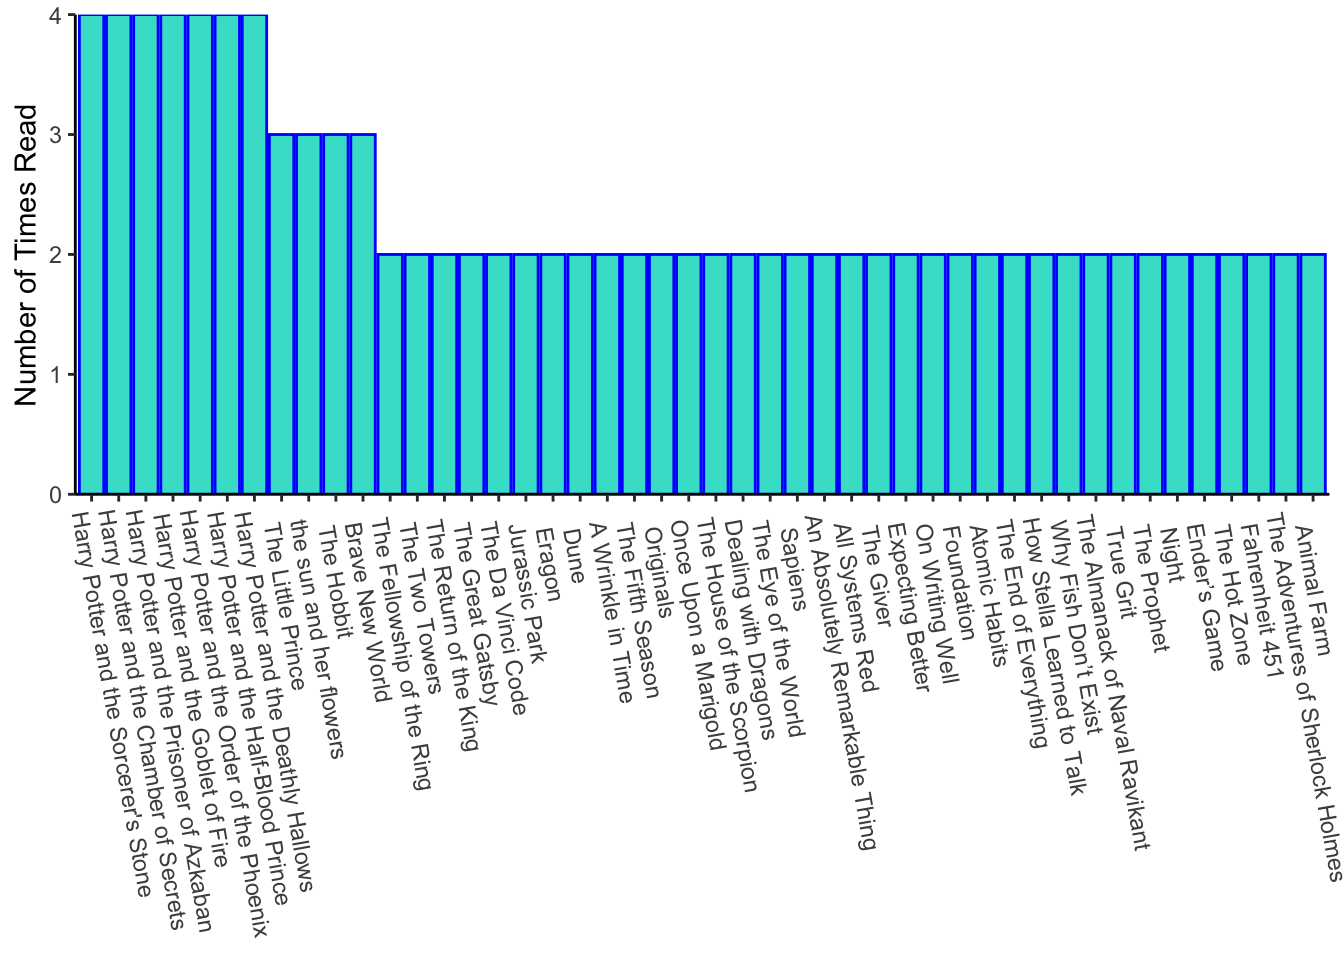 Number of Times Read
4
3
2
1
0
Harry Potter and the Sorcerer's Stone
Harry Potter and the Chamber of Secrets
Harry Potter and the Prisoner of Azkaban
Harry Potter and the Goblet of Fire
Harry Potter and the Order of the Phoenix
Harry Potter and the Half-Blood Prince
Harry Potter and the Deathly Hallows
The Little Prince
the sun and her flowers
The Hobbit
Brave New World
The Fellowship of the Ring
The Two Towers
The Return of the King
The Great Gatsby
The Da Vinci Code
Jurassic Park
Eragon
Dune
A Wrinkle in Time
The Fifth Season
Originals
Once Upon a Marigold
The House of the Scorpion
Dealing with Dragons
The Eye of the World
Sapiens
An Absolutely Remarkable Thing
All Systems Red
The Giver
Expecting Better
On Writing Well
Foundation
Atomic Habits
The End of Everything
How Stella Learned to Talk
Why Fish Don't Exist
The Almanack of Naval Ravikant
True Grit
The Prophet
Night
Ender's Game
The Hot Zone
Fahrenheit 451
The Adventures of Sherlock Holmes
Animal Farm